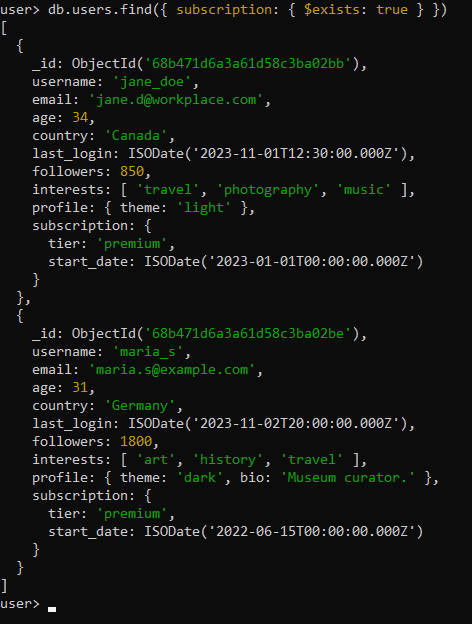 user> db.users.find({ subscription: { $exists: true } })
[
  {
    _id: ObjectId('68b471d6a3a61d58c3ba02bb'),
    username: 'jane_doe',
    email: 'jane.d@workplace.com',
    age: 34,
    country: 'Canada',
    last_login: ISODate('2023-11-01T12:30:00.000Z'),
    followers: 850,
    interests: [ 'travel', 'photography', 'music' ],
    profile: { theme: 'light' },
    subscription: {
      tier: 'premium',
      start_date: ISODate('2023-01-01T00:00:00.000Z')
    }
  },
  {
    _id: ObjectId('68b471d6a3a61d58c3ba02be'),
    username: 'maria_s',
    email: 'maria.s@example.com',
    age: 31,
    country: 'Germany',
    last_login: ISODate('2023-11-02T20:00:00.000Z'),
    followers: 1800,
    interests: [ 'art', 'history', 'travel' ],
    profile: { theme: 'dark', bio: 'Museum curator.' },
    subscription: {
      tier: 'premium',
      start_date: ISODate('2022-06-15T00:00:00.000Z')
    }
  }
]
user>